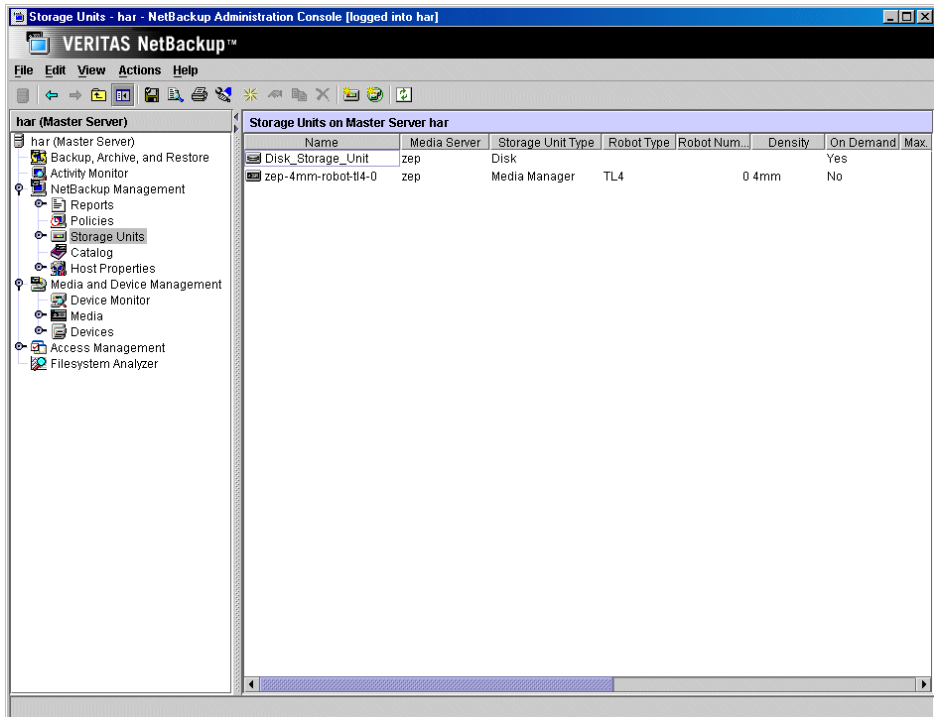 Storage Units - har - NetBackup Administration Console [logged into har]
VERITAS NetBackup™
File Edit View Actions Help
har (Master Server)
Storage Units on Master Server har
har (Master Server)
Backup, Archive, and Restore
Activity Monitor
NetBackup Management
Reports
Policies
Storage Units
Catalog
Host Properties
Media and Device Management
Device Monitor
Media
Devices
Access Management
Filesystem Analyzer
Name Media Server Storage Unit Type Robot Type Robot Num... Density On Demand Max.
Disk_Storage_Unit zep Disk Yes
zep-4mm-robot-tl4-0 zep Media Manager TL4 0 4mm No